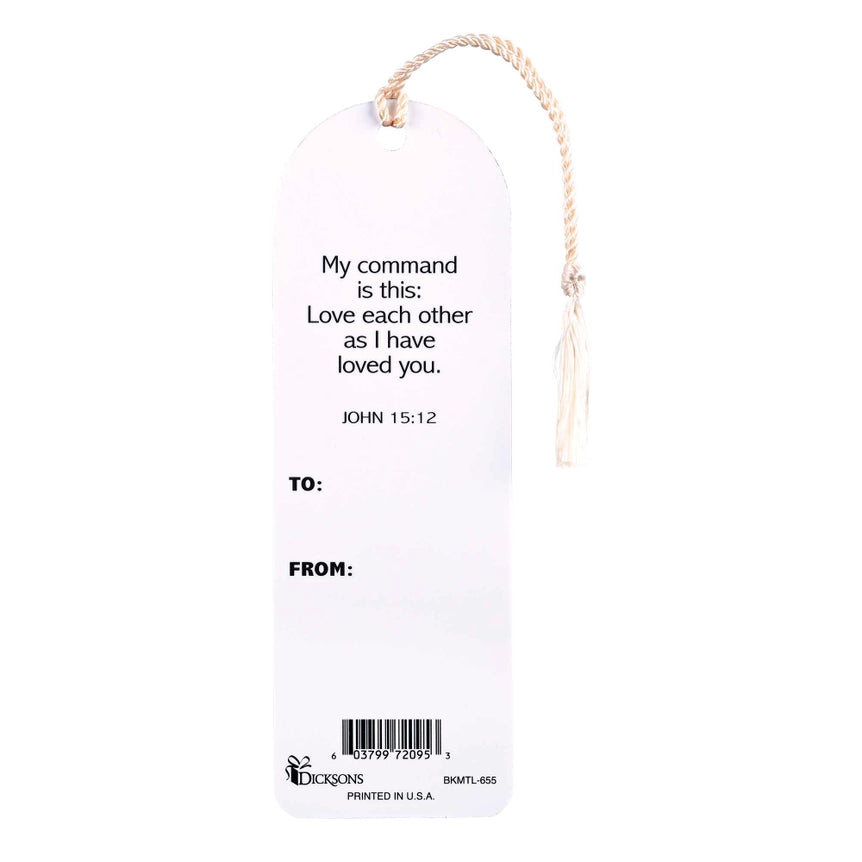 My command
is this:
Love each other
as I have
loved you.
JOHN 15:12
TO:
FROM:
6 03799 72095 3
DICKSONS
BKMTL-655
PRINTED IN U.S.A.